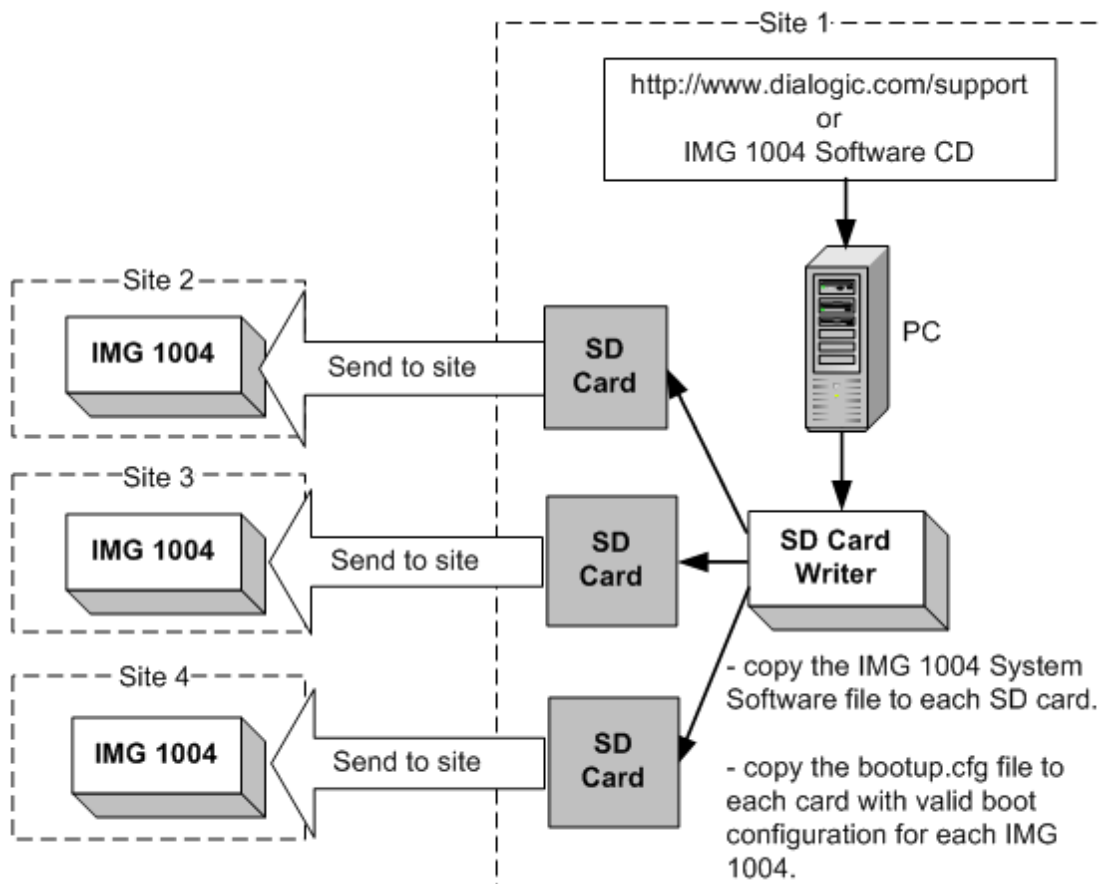 Site 1
http://www.dialogic.com/support
or
IMG 1004 Software CD
PC
Site 2
IMG 1004
Send to site
SD
Card
Site 3
IMG 1004
Send to site
SD
Card
SD Card
Writer
Site 4
IMG 1004
Send to site
SD
Card
- copy the IMG 1004 System
Software file to each SD card.
- copy the bootup.cfg file to
each card with valid boot
configuration for each IMG
1004.